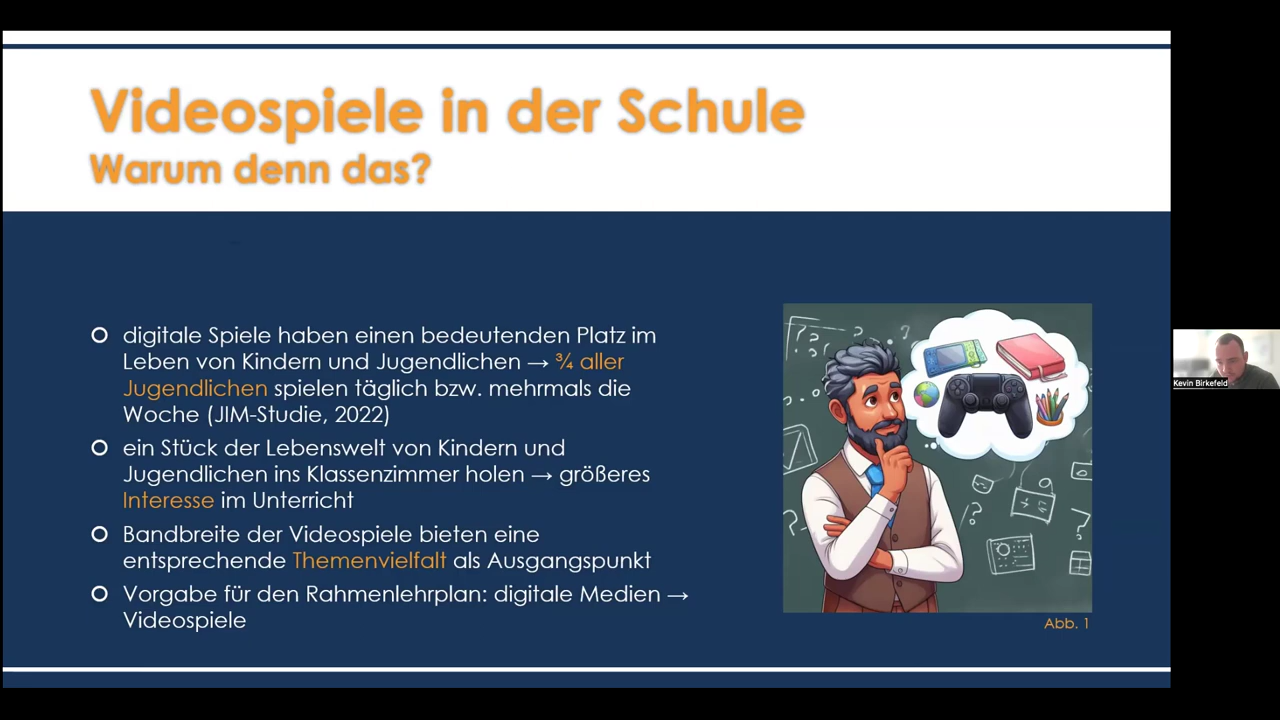 Videospiele in der Schule
Warum denn das?
digitale Spiele haben einen bedeutenden Platz im
Leben von Kindern und Jugendlichen → ¾ aller
Jugendlichen spielen täglich bzw. mehrmals die
Woche (JIM-Studie, 2022)
ein Stück der Lebenswelt von Kindern und
Jugendlichen ins Klassenzimmer holen → größeres
Interesse im Unterricht
Bandbreite der Videospiele bieten eine
entsprechende Themenvielfalt als Ausgangspunkt
Vorgabe für den Rahmenlehrplan: digitale Medien →
Videospiele
Abb. 1
Kevin Birkefeld